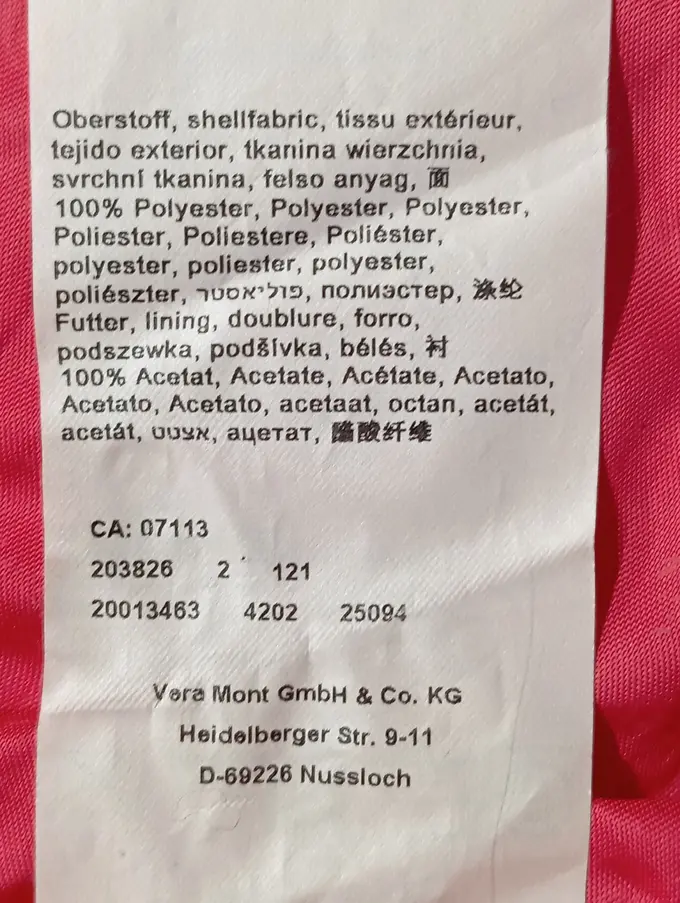 Oberstoff, shellfabric, tissu extérieur,
tejido exterior, tkanina wierzchnia,
svrchní tkanina, felso anyag, 面
100% Polyester, Polyester, Polyester,
Poliester, Poliestere, Poliéster,
polyester, poliester, polyester,
poliészter, פוליאסטר, полиэстер, 涤纶
Futter, lining, doublure, forro,
podszewka, podšívka, bélés, 衬
100% Acetat, Acetate, Acétate, Acetato,
Acetato, Acetato, acetaat, octan, acetát,
acetát, אצטט, ацетат, 醋酸纤维
CA: 07113
203826 2 121
20013463 4202 25094
Vera Mont GmbH & Co. KG
Heidelberger Str. 9-11
D-69226 Nussloch